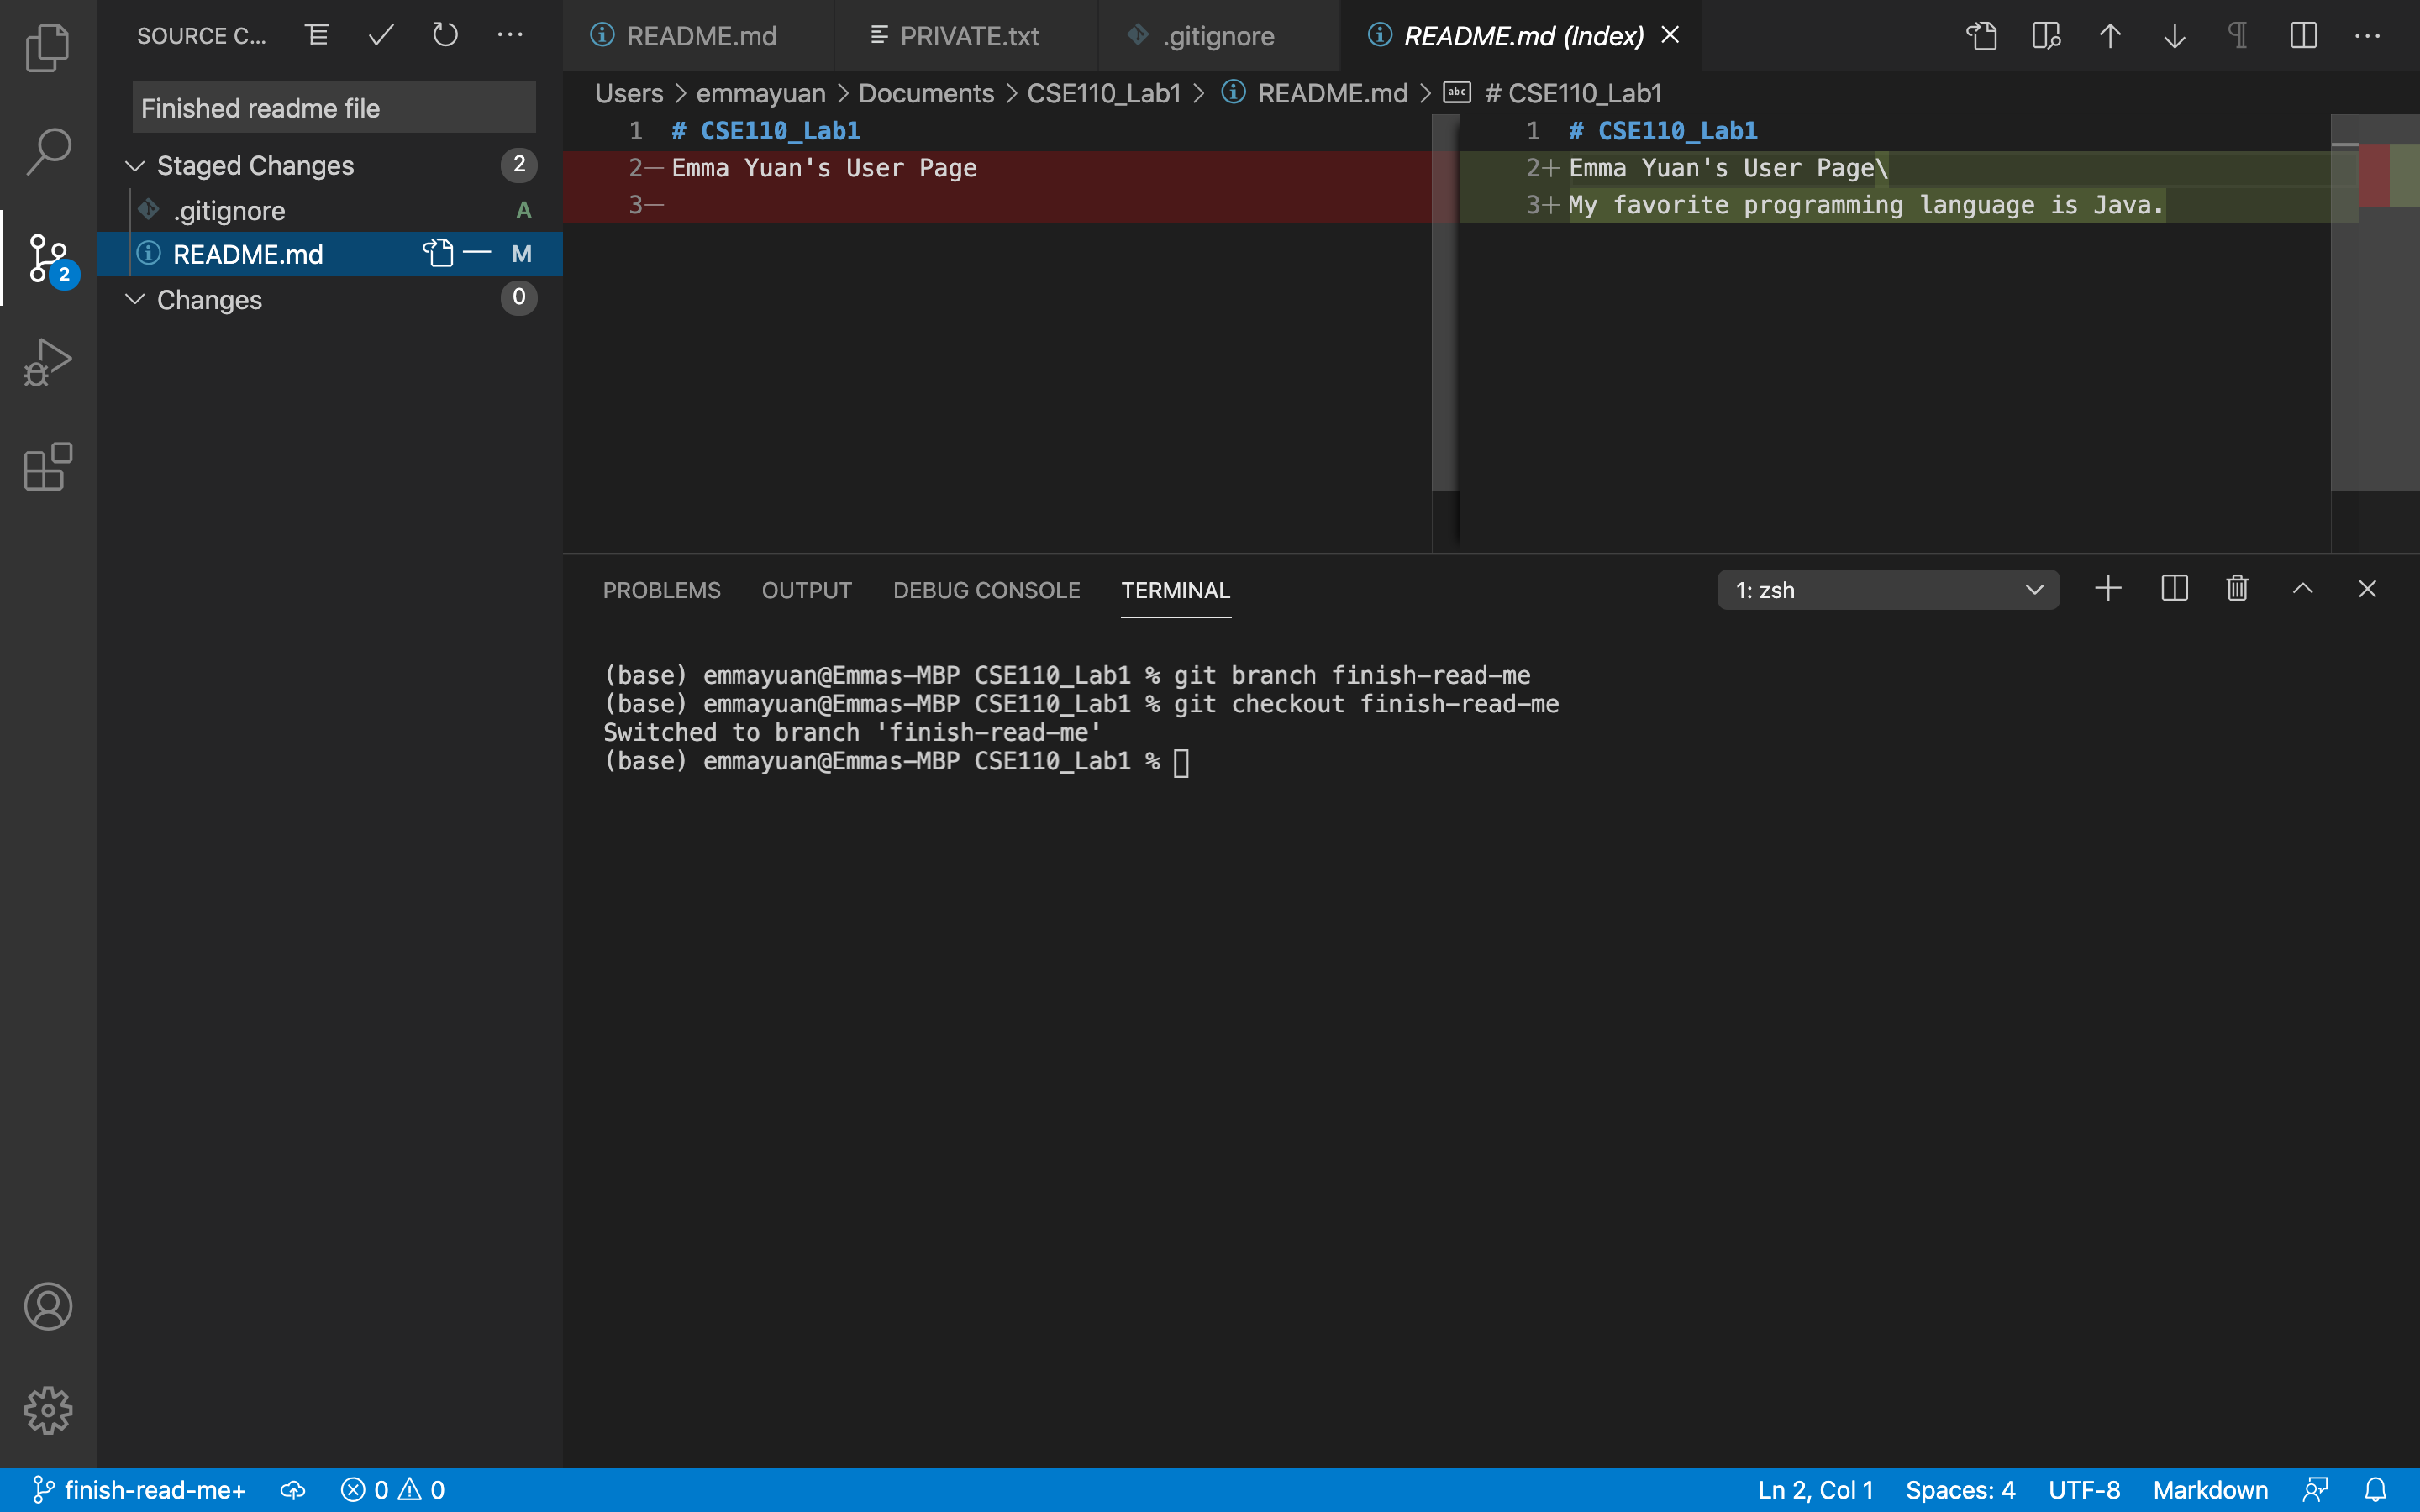 SOURCE C...
README.md
PRIVATE.txt
.gitignore
README.md (Index)
Finished readme file
Staged Changes
2
.gitignore
A
README.md
M
Changes
0
2
Users > emmayuan > Documents > CSE110_Lab1 > README.md > abc # CSE110_Lab1
1 # CSE110_Lab1
2— Emma Yuan's User Page
3—
1 # CSE110_Lab1
2+ Emma Yuan's User Page\
3+ My favorite programming language is Java.
PROBLEMS OUTPUT DEBUG CONSOLE TERMINAL
1: zsh
(base) emmayuan@Emmas-MBP CSE110_Lab1 % git branch finish-read-me
(base) emmayuan@Emmas-MBP CSE110_Lab1 % git checkout finish-read-me
Switched to branch 'finish-read-me'
(base) emmayuan@Emmas-MBP CSE110_Lab1 %
finish-read-me+
0 0
Ln 2, Col 1
Spaces: 4
UTF-8
Markdown